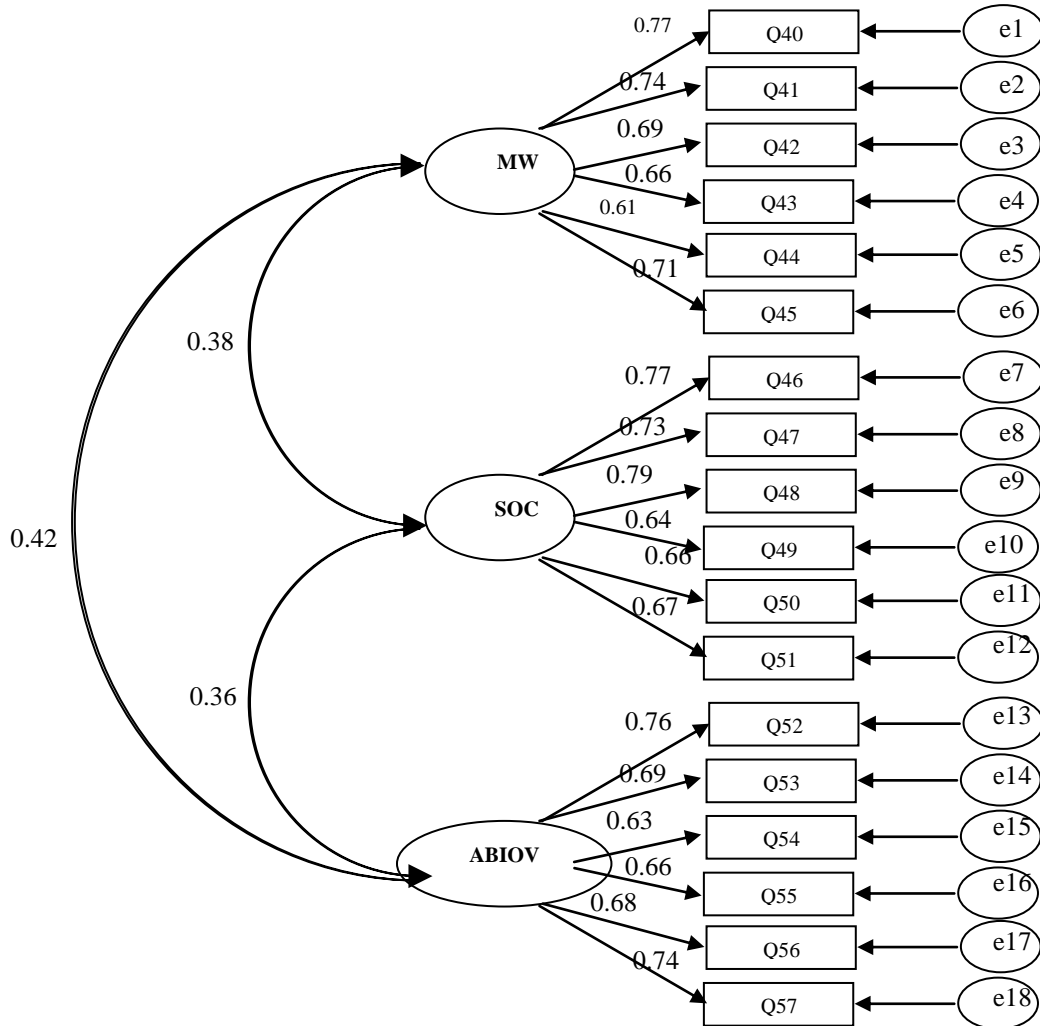 0.77
Q40
e1
0.74
Q41
e2
0.69
Q42
e3
MW
0.66
Q43
e4
0.61
Q44
e5
0.71
Q45
e6
0.38
0.77
Q46
e7
0.73
Q47
e8
0.79
Q48
e9
SOC
0.64
Q49
e10
0.42
0.66
Q50
e11
0.67
Q51
e12
0.36
0.76
Q52
e13
0.69
Q53
e14
0.63
Q54
e15
ABIOV
0.66
Q55
e16
0.68
Q56
e17
0.74
Q57
e18